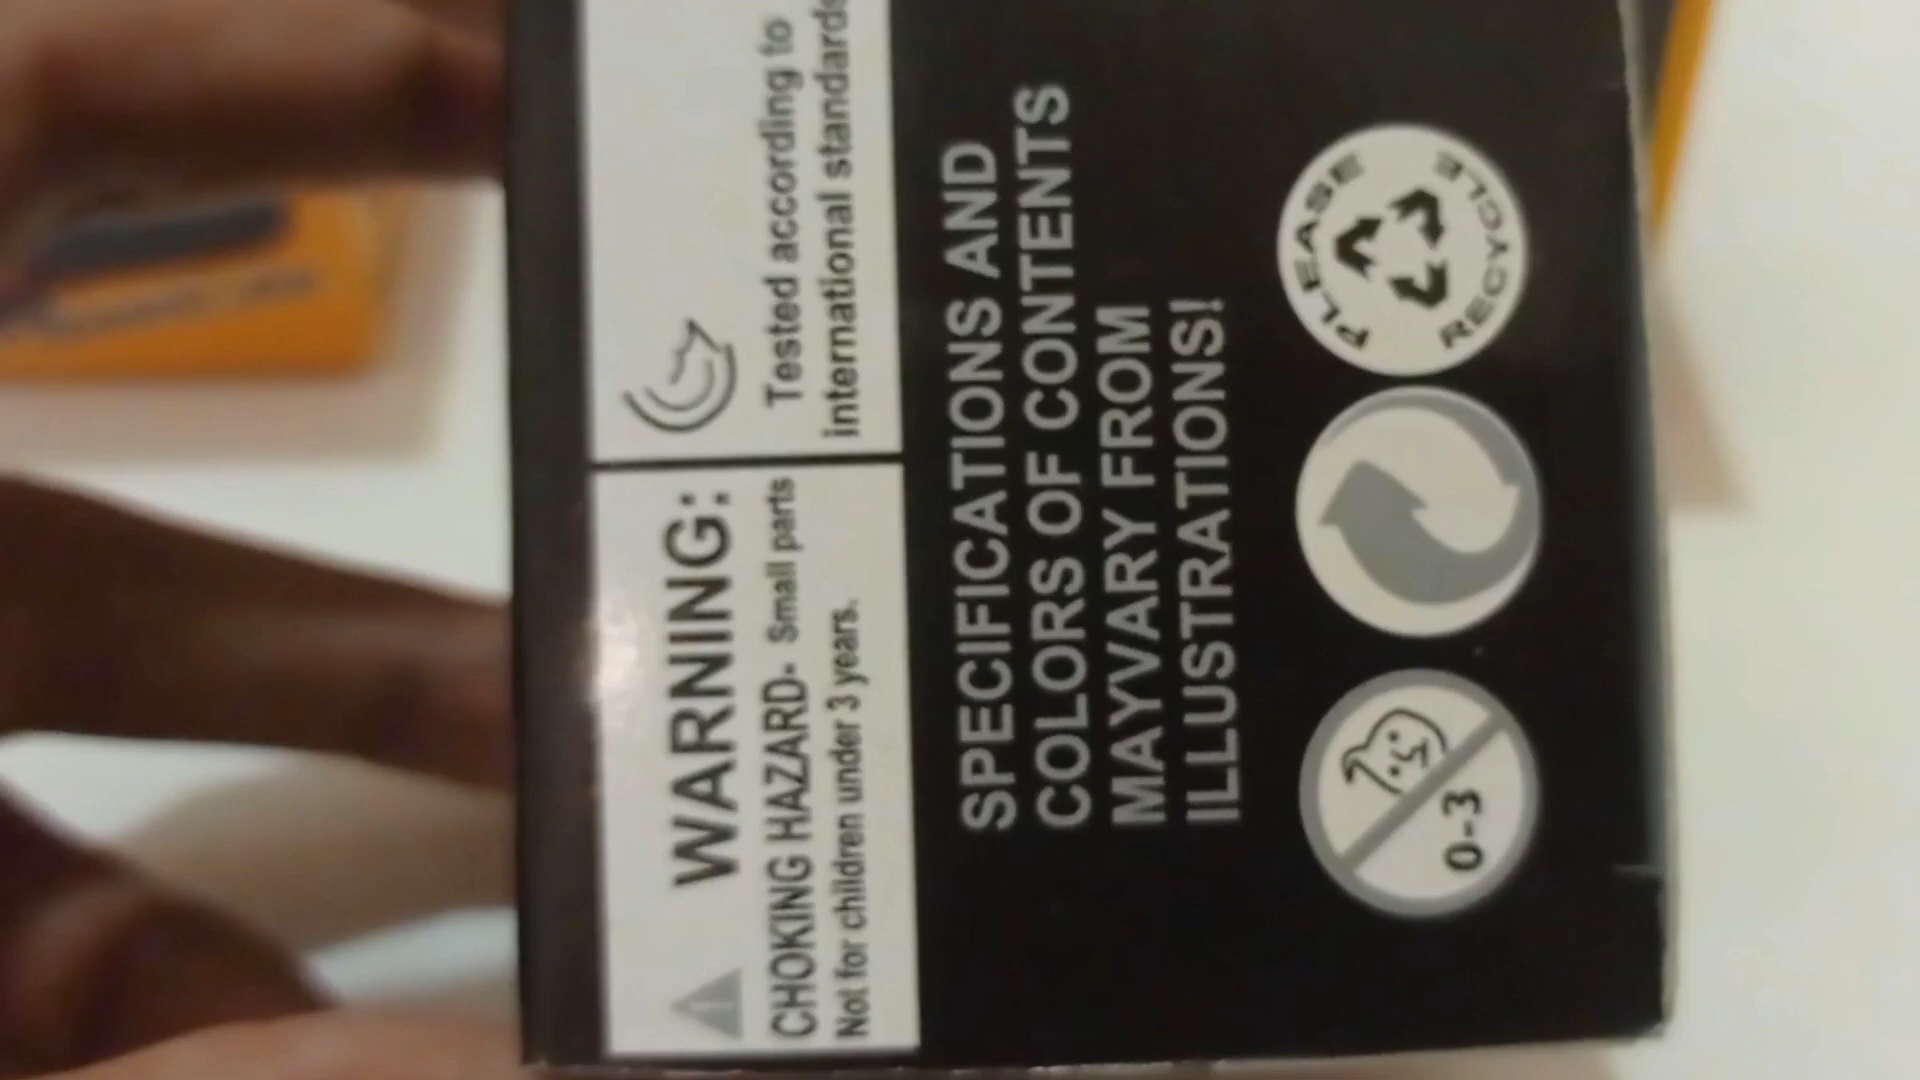 WARNING:
CHOKING HAZARD- Small parts
Not for children under 3 years.
Tested according to
international standards
SPECIFICATIONS AND
COLORS OF CONTENTS
MAYVARY FROM
ILLUSTRATIONS!
0-3
PLEASE
RECYCLE